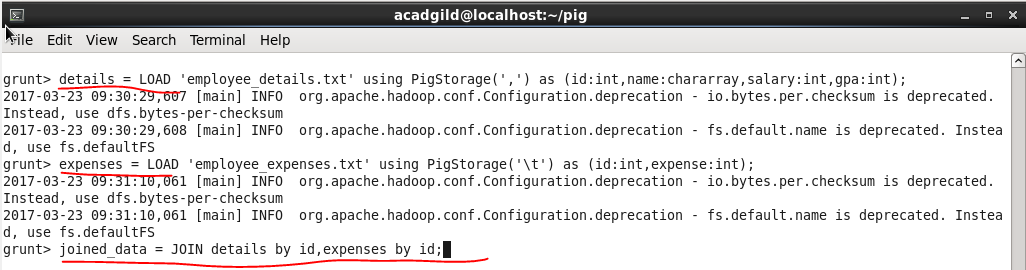 acadgild@localhost:~/pig
File Edit View Search Terminal Help
grunt> details = LOAD 'employee_details.txt' using PigStorage(',') as (id:int,name:chararray,salary:int,gpa:int);
2017-03-23 09:30:29,607 [main] INFO  org.apache.hadoop.conf.Configuration.deprecation - io.bytes.per.checksum is deprecated.
Instead, use dfs.bytes-per-checksum
2017-03-23 09:30:29,608 [main] INFO  org.apache.hadoop.conf.Configuration.deprecation - fs.default.name is deprecated. Instea
d, use fs.defaultFS
grunt> expenses = LOAD 'employee_expenses.txt' using PigStorage('\t') as (id:int,expense:int);
2017-03-23 09:31:10,061 [main] INFO  org.apache.hadoop.conf.Configuration.deprecation - io.bytes.per.checksum is deprecated.
Instead, use dfs.bytes-per-checksum
2017-03-23 09:31:10,061 [main] INFO  org.apache.hadoop.conf.Configuration.deprecation - fs.default.name is deprecated. Instea
d, use fs.defaultFS
grunt> joined_data = JOIN details by id,expenses by id;